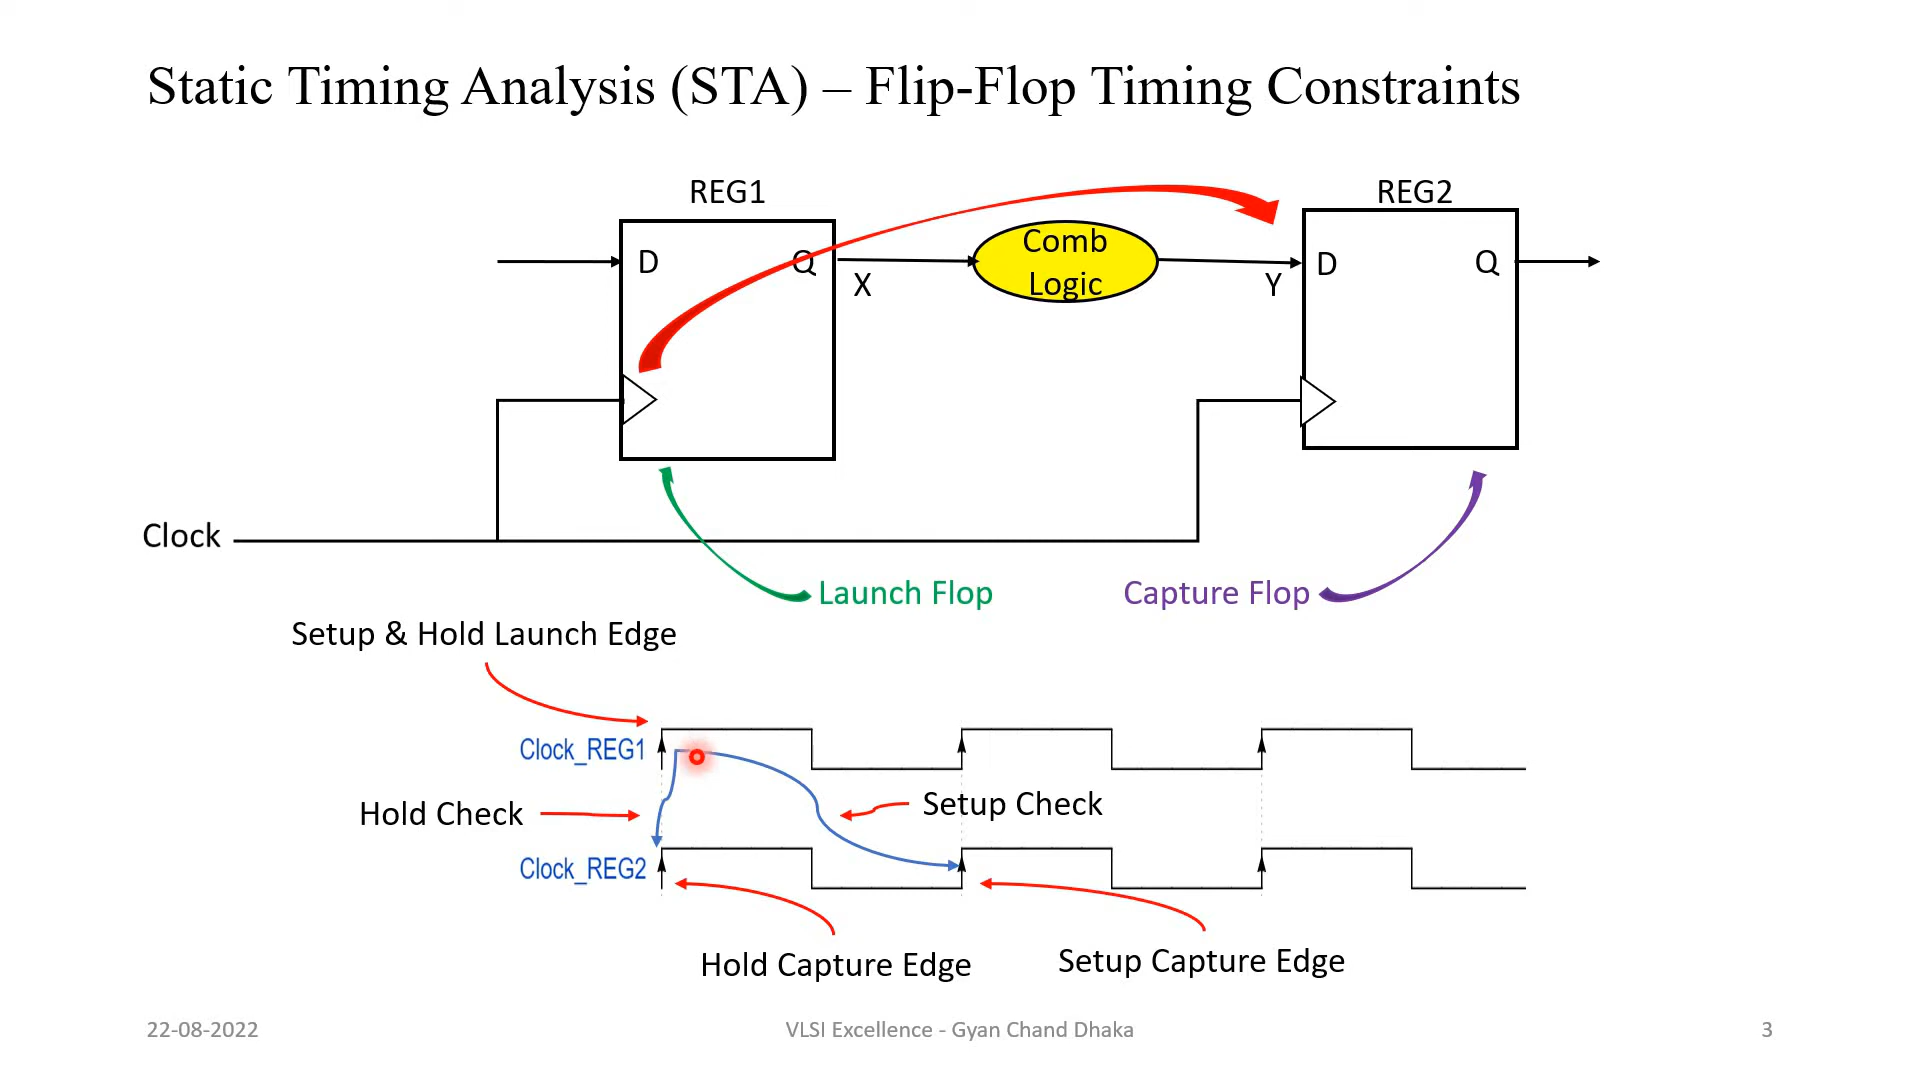 Static Timing Analysis (STA) – Flip-Flop Timing Constraints
REG1
REG2
D
Q
X
Comb
Logic
Y
D
Q
Clock
Launch Flop
Capture Flop
Setup & Hold Launch Edge
Clock_REG1
Hold Check
Setup Check
Clock_REG2
Hold Capture Edge
Setup Capture Edge
22-08-2022
VLSI Excellence - Gyan Chand Dhaka
3